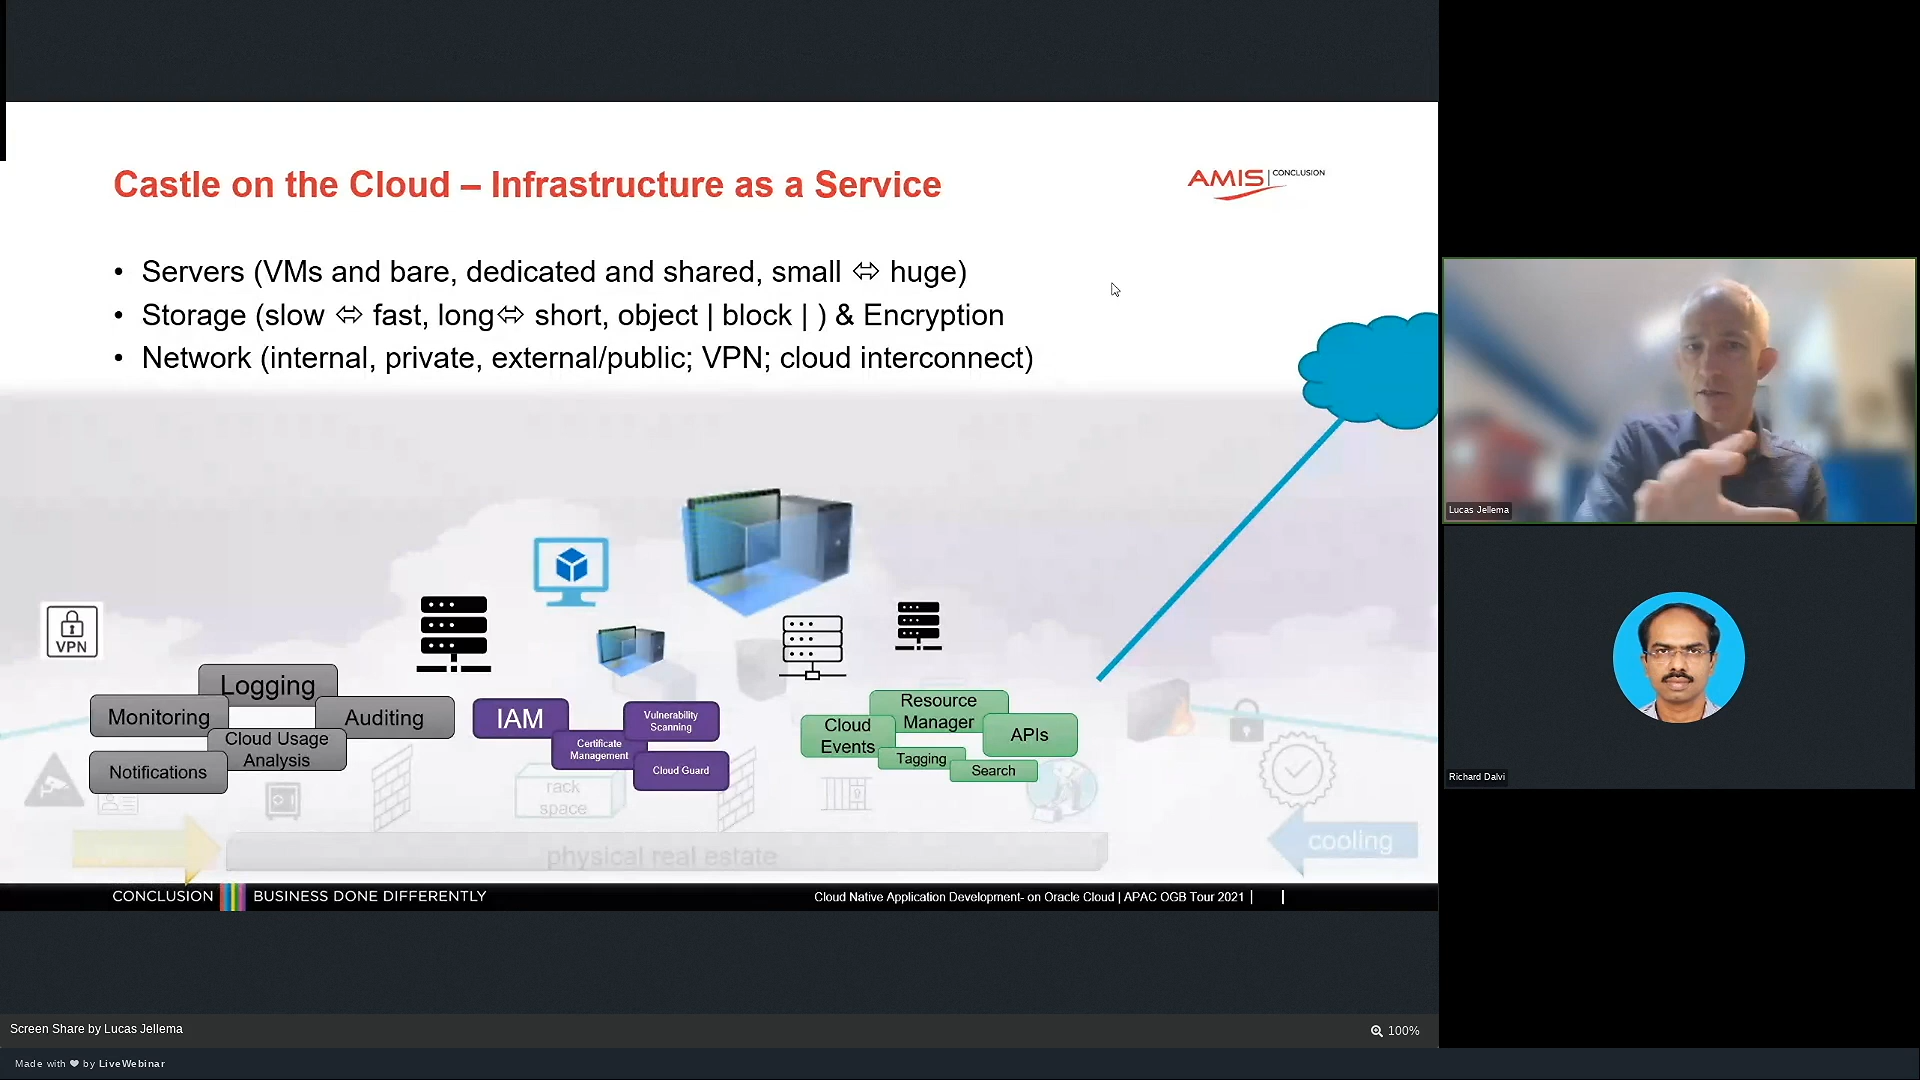 Castle on the Cloud – Infrastructure as a Service
AMIS | CONCLUSION
• Servers (VMs and bare, dedicated and shared, small ⬄ huge)
• Storage (slow ⬄ fast, long⬄ short, object | block | ) & Encryption
• Network (internal, private, external/public; VPN; cloud interconnect)
VPN
Logging
Monitoring
Auditing
Cloud Usage
Analysis
Notifications
IAM
Vulnerability
Scanning
Certificate
Management
Cloud Guard
Resource
Manager
Cloud
Events
APIs
Tagging
Search
rack
space
physical real estate
cooling
CONCLUSION BUSINESS DONE DIFFERENTLY
Cloud Native Application Development- on Oracle Cloud | APAC OGB Tour 2021 |
Lucas Jellema
Richard Dalvi
Screen Share by Lucas Jellema
100%
Made with ❤ by LiveWebinar